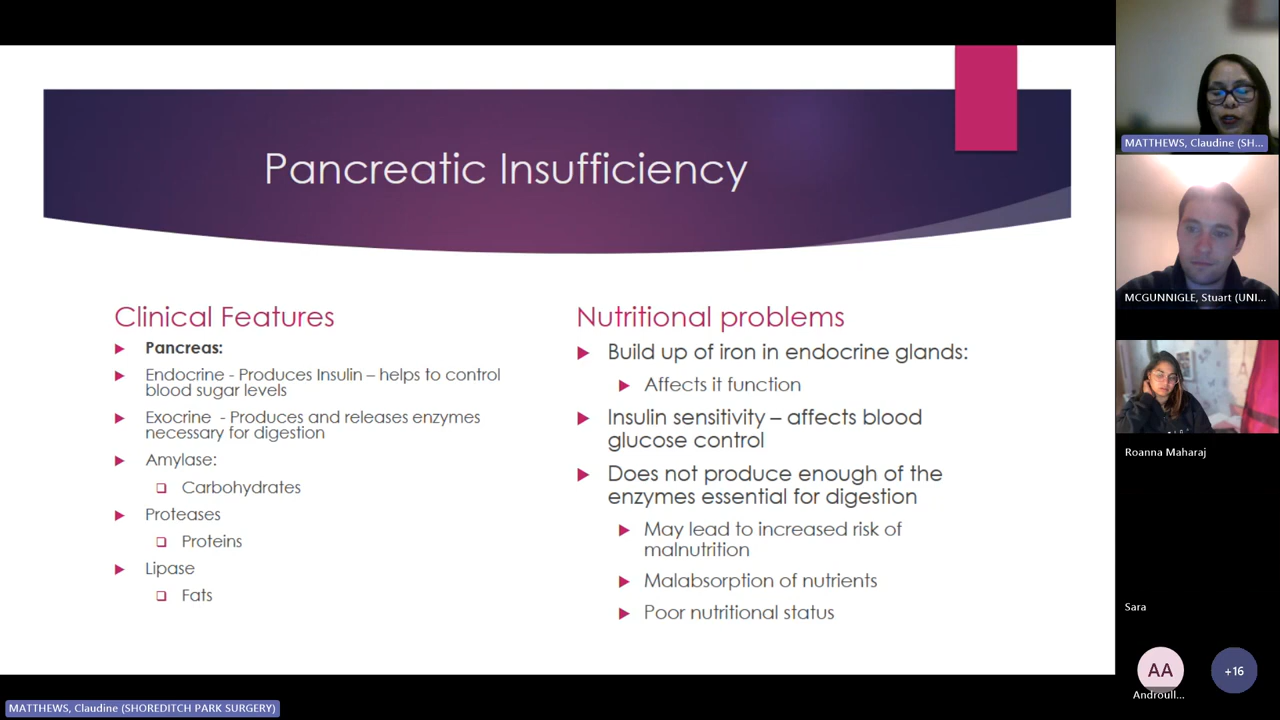 Pancreatic Insufficiency
Clinical Features
Pancreas:
Endocrine - Produces Insulin – helps to control
blood sugar levels
Exocrine - Produces and releases enzymes
necessary for digestion
Amylase:
Carbohydrates
Proteases
Proteins
Lipase
Fats
Nutritional problems
Build up of iron in endocrine glands:
Affects it function
Insulin sensitivity – affects blood
glucose control
Does not produce enough of the
enzymes essential for digestion
May lead to increased risk of
malnutrition
Malabsorption of nutrients
Poor nutritional status
MATTHEWS, Claudine (SH...
MCGUNNIGLE, Stuart (UNI...
Roanna Maharaj
Sara
AA
Androull...
+16
MATTHEWS, Claudine (SHOREDITCH PARK SURGERY)